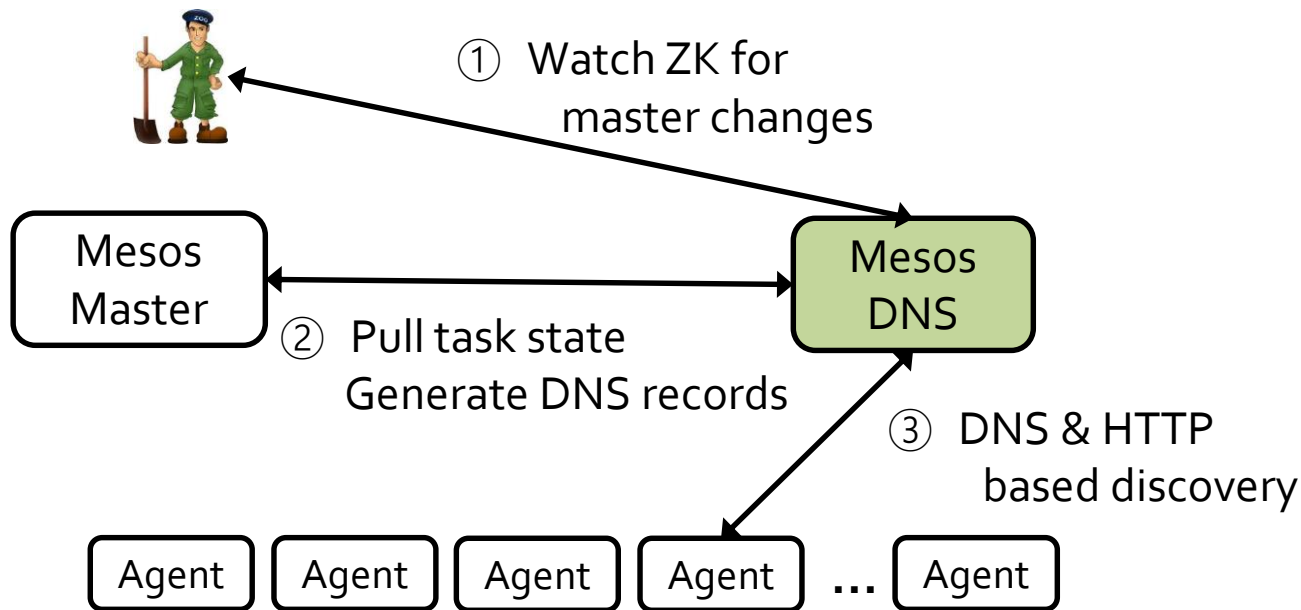 ZOO
① Watch ZK for
master changes
Mesos
Master
Mesos
DNS
② Pull task state
Generate DNS records
③ DNS & HTTP
based discovery
Agent Agent Agent Agent ... Agent